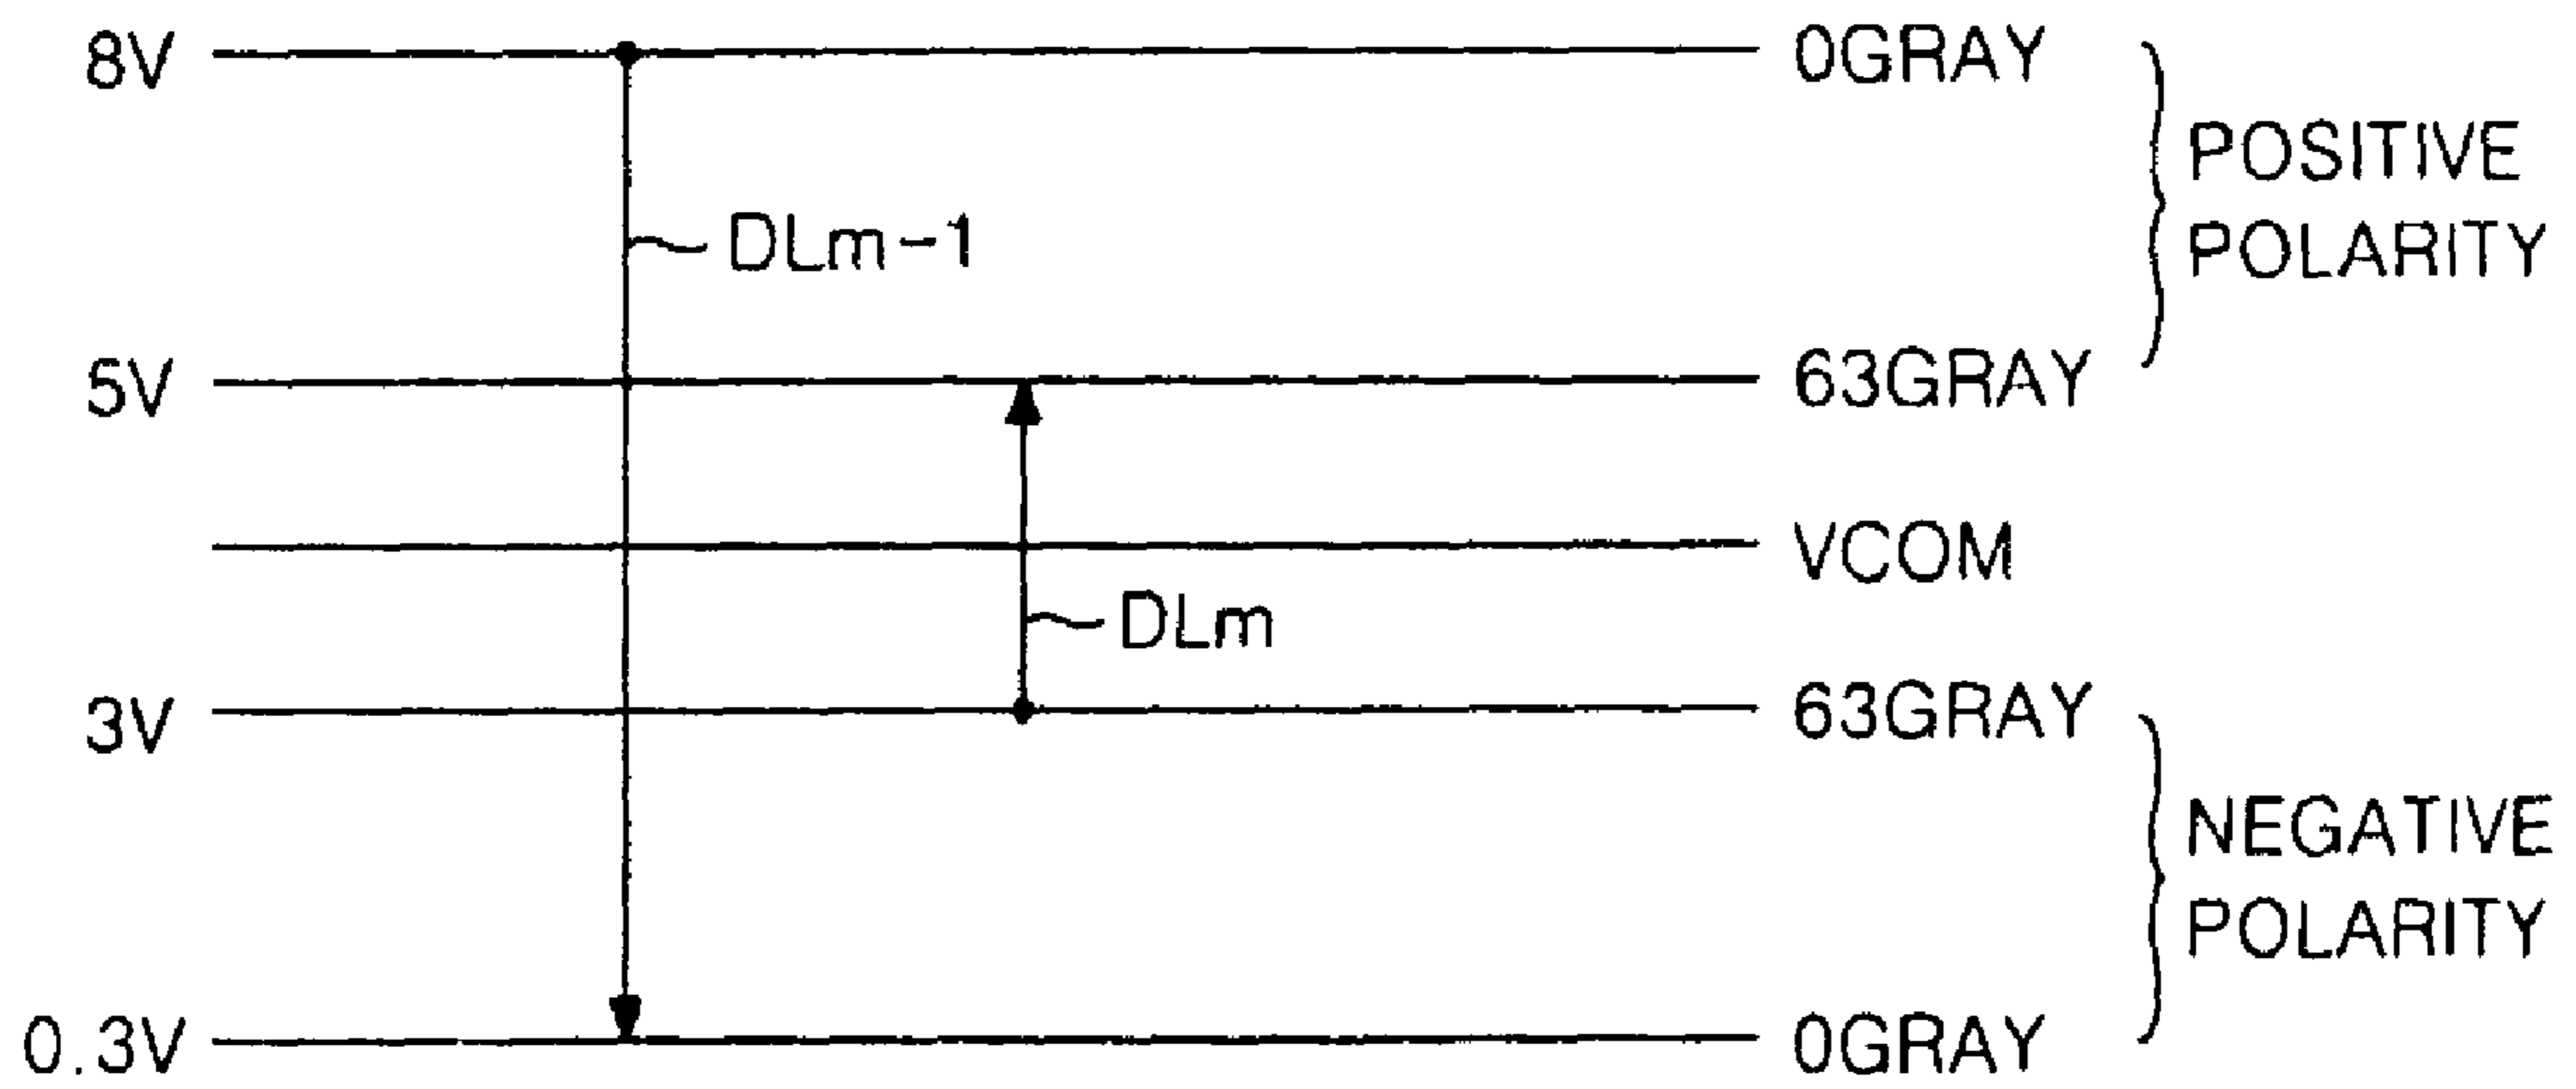 8V
0GRAY
POSITIVE
POLARITY
DLm-1
5V
63GRAY
VCOM
DLm
3V
63GRAY
NEGATIVE
POLARITY
0.3V
0GRAY